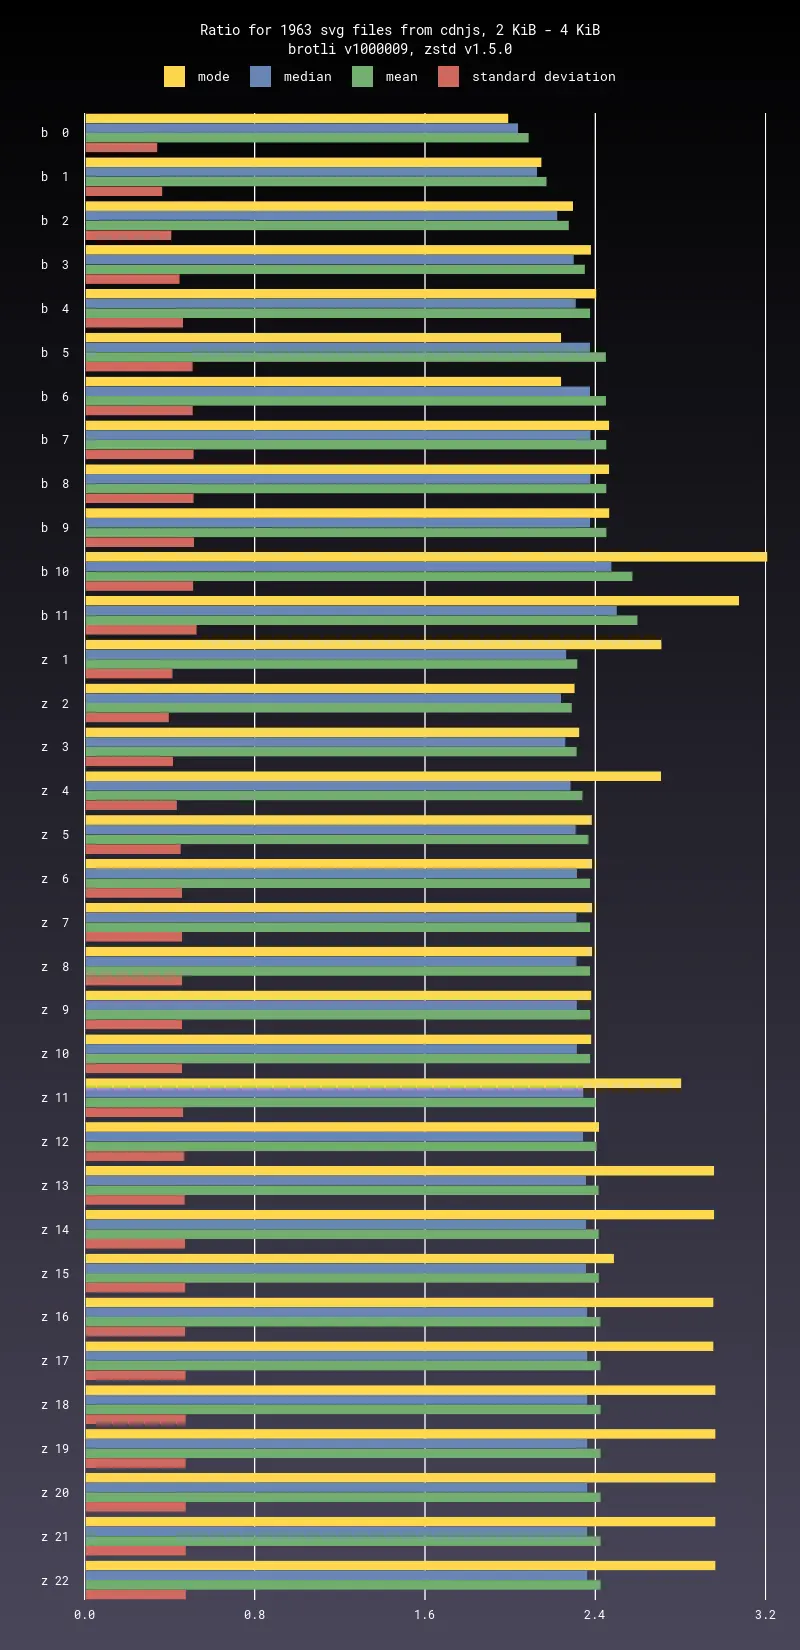 Ratio for 1963 svg files from cdnjs, 2 KiB - 4 KiB
brotli v1000009, zstd v1.5.0
mode median mean standard deviation
b 0
b 1
b 2
b 3
b 4
b 5
b 6
b 7
b 8
b 9
b 10
b 11
z 1
z 2
z 3
z 4
z 5
z 6
z 7
z 8
z 9
z 10
z 11
z 12
z 13
z 14
z 15
z 16
z 17
z 18
z 19
z 20
z 21
z 22
0.0 0.8 1.6 2.4 3.2